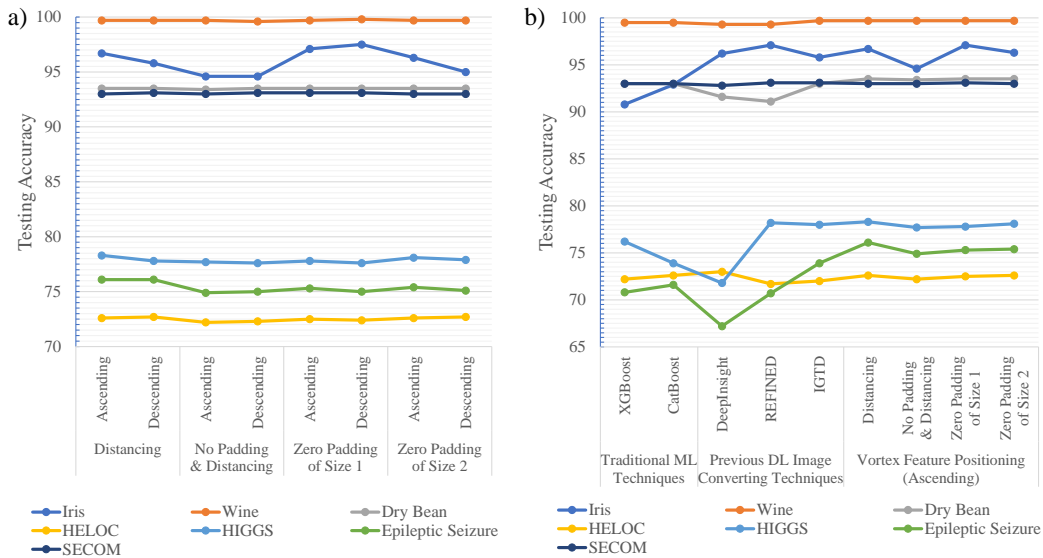 a)
Testing Accuracy
100
95
90
85
80
75
70
Ascending
Descending
Ascending
Descending
Ascending
Descending
Ascending
Descending
Distancing
No Padding
& Distancing
Zero Padding
of Size 1
Zero Padding
of Size 2
Iris
Wine
Dry Bean
HELOC
HIGGS
Epileptic Seizure
SECOM
b)
Testing Accuracy
100
95
90
85
80
75
70
65
XGBoost
CatBoost
DeepInsight
REFINED
IGTD
Distancing
No Padding
& Distancing
Zero Padding
of Size 1
Zero Padding
of Size 2
Traditional ML
Techniques
Previous DL Image
Converting Techniques
Vortex Feature Positioning
(Ascending)
Iris
Wine
Dry Bean
HELOC
HIGGS
Epileptic Seizure
SECOM